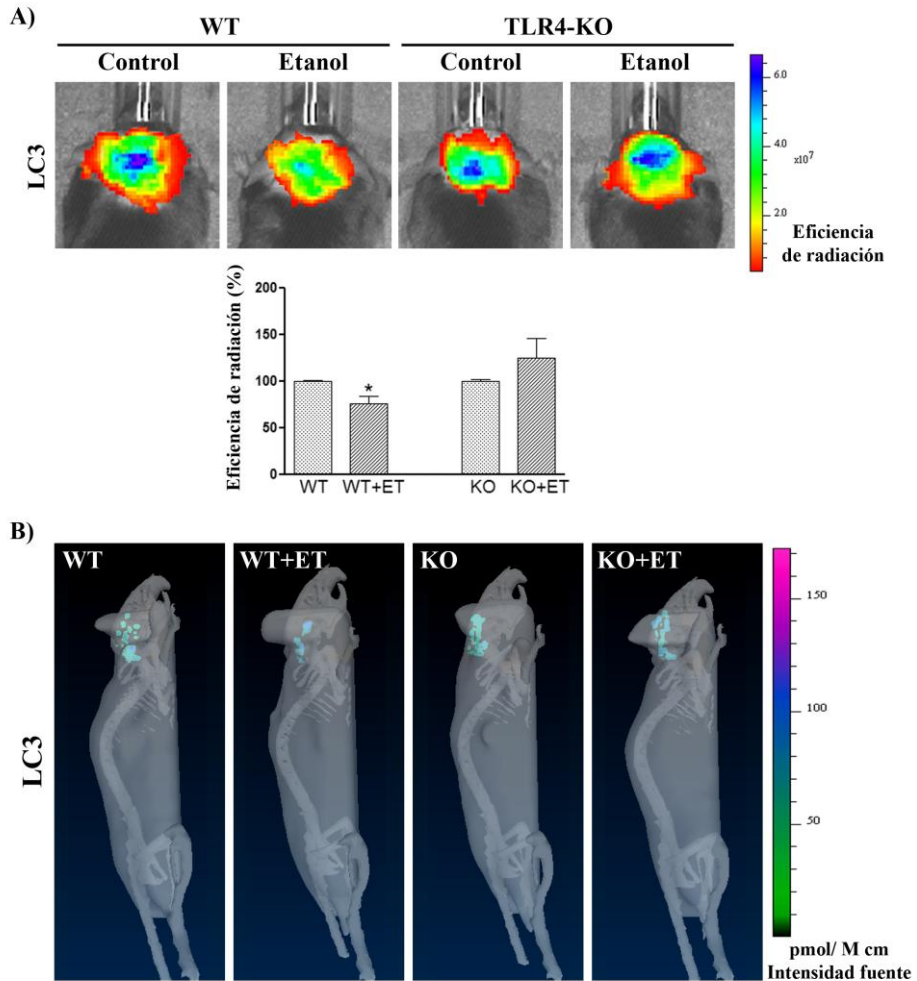 A)
WT TLR4-KO
Control Etanol Control Etanol
LC3
6.0
4.0
x10⁷
2.0
Eficiencia
de radiación
Eficiencia de radiación (%)
200
150
100
50
0
*
WT WT+ET KO KO+ET
B)
WT WT+ET KO KO+ET
LC3
150
100
50
pmol/ M cm
Intensidad fuente